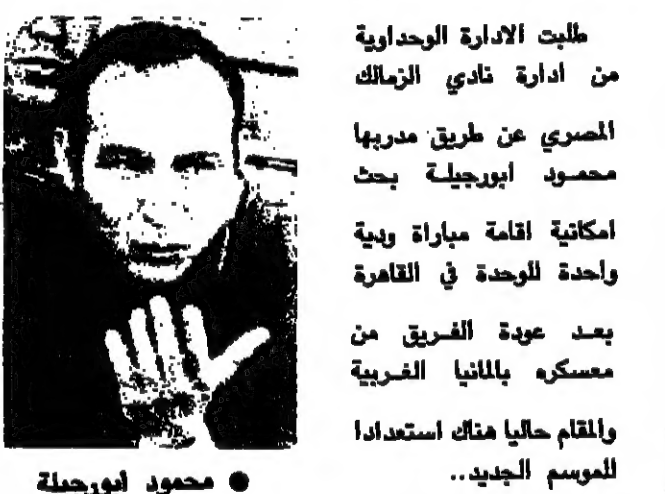 طلبت الادارة الوحداوية
من ادارة نادي الزمالك
المصري عن طريق مدربها
محمود ابورجيلة بحث
امكانية اقامة مباراة ودية
واحدة للوحدة في القاهرة
بعد عودة الفريق من
معسكره بالمانيا الغربية
والمقام حاليا هناك استعدادا
للموسم الجديد..
● محمود أبورجيلة